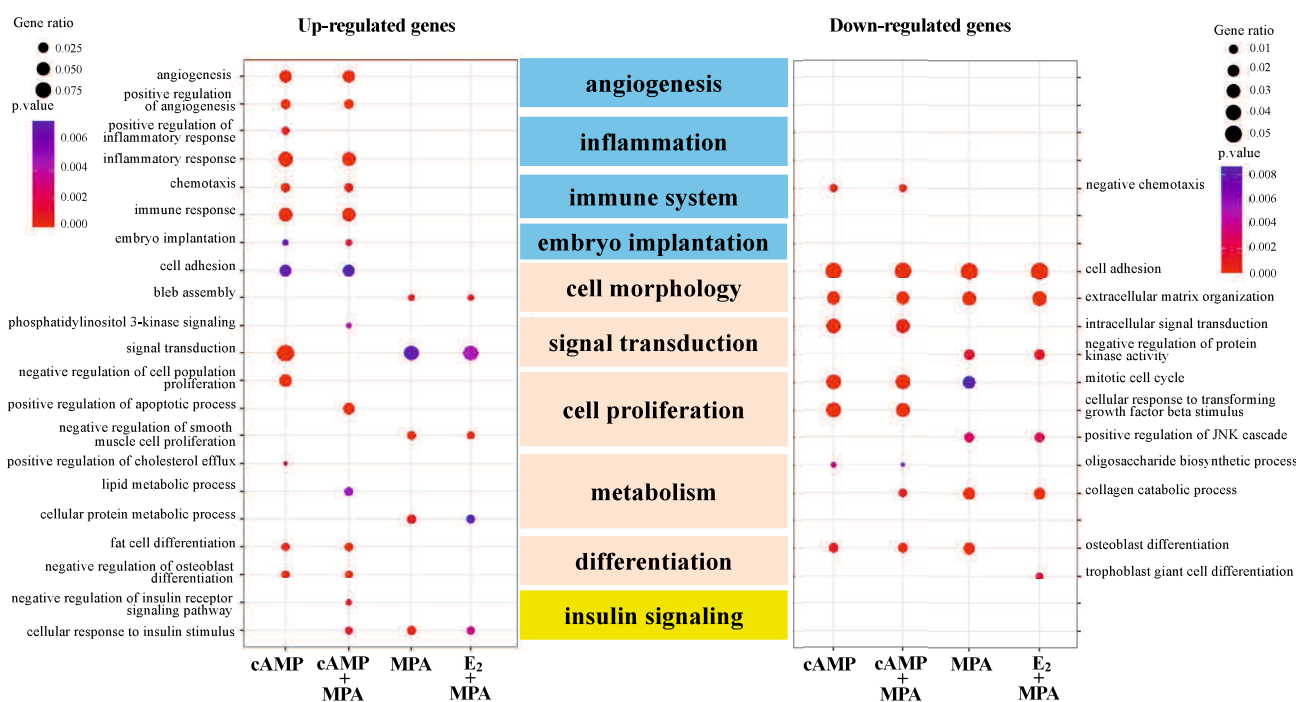 Up-regulated genes
Down-regulated genes
Gene ratio
0.025
0.050
0.075
p.value
0.006
0.004
0.002
0.000
angiogenesis
positive regulation
of angiogenesis
positive regulation of
inflammatory response
inflammatory response
chemotaxis
immune response
embryo implantation
cell adhesion
bleb assembly
phosphatidylinositol 3-kinase signaling
signal transduction
negative regulation of cell population
proliferation
positive regulation of apoptotic process
negative regulation of smooth
muscle cell proliferation
positive regulation of cholesterol efflux
lipid metabolic process
cellular protein metabolic process
fat cell differentiation
negative regulation of osteoblast
differentiation
negative regulation of insulin receptor
signaling pathway
cellular response to insulin stimulus
cAMP
cAMP
+
MPA
MPA
E₂
+
MPA
angiogenesis
inflammation
immune system
embryo implantation
cell morphology
signal transduction
cell proliferation
metabolism
differentiation
insulin signaling
cAMP
cAMP
+
MPA
MPA
E₂
+
MPA
negative chemotaxis
cell adhesion
extracellular matrix organization
intracellular signal transduction
negative regulation of protein
kinase activity
mitotic cell cycle
cellular response to transforming
growth factor beta stimulus
positive regulation of JNK cascade
oligosaccharide biosynthetic process
collagen catabolic process
osteoblast differentiation
trophoblast giant cell differentiation
Gene ratio
0.01
0.02
0.03
0.04
0.05
p.value
0.008
0.006
0.004
0.002
0.000